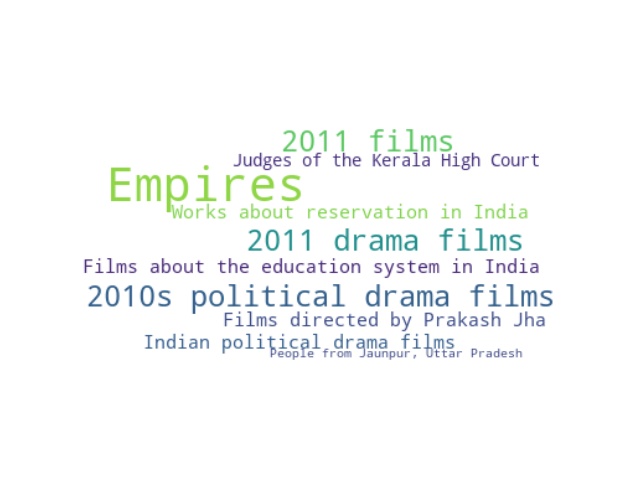 2011 films
Judges of the Kerala High Court
Empires
Works about reservation in India
2011 drama films
Films about the education system in India
2010s political drama films
Films directed by Prakash Jha
Indian political drama films
People from Jaunpur, Uttar Pradesh